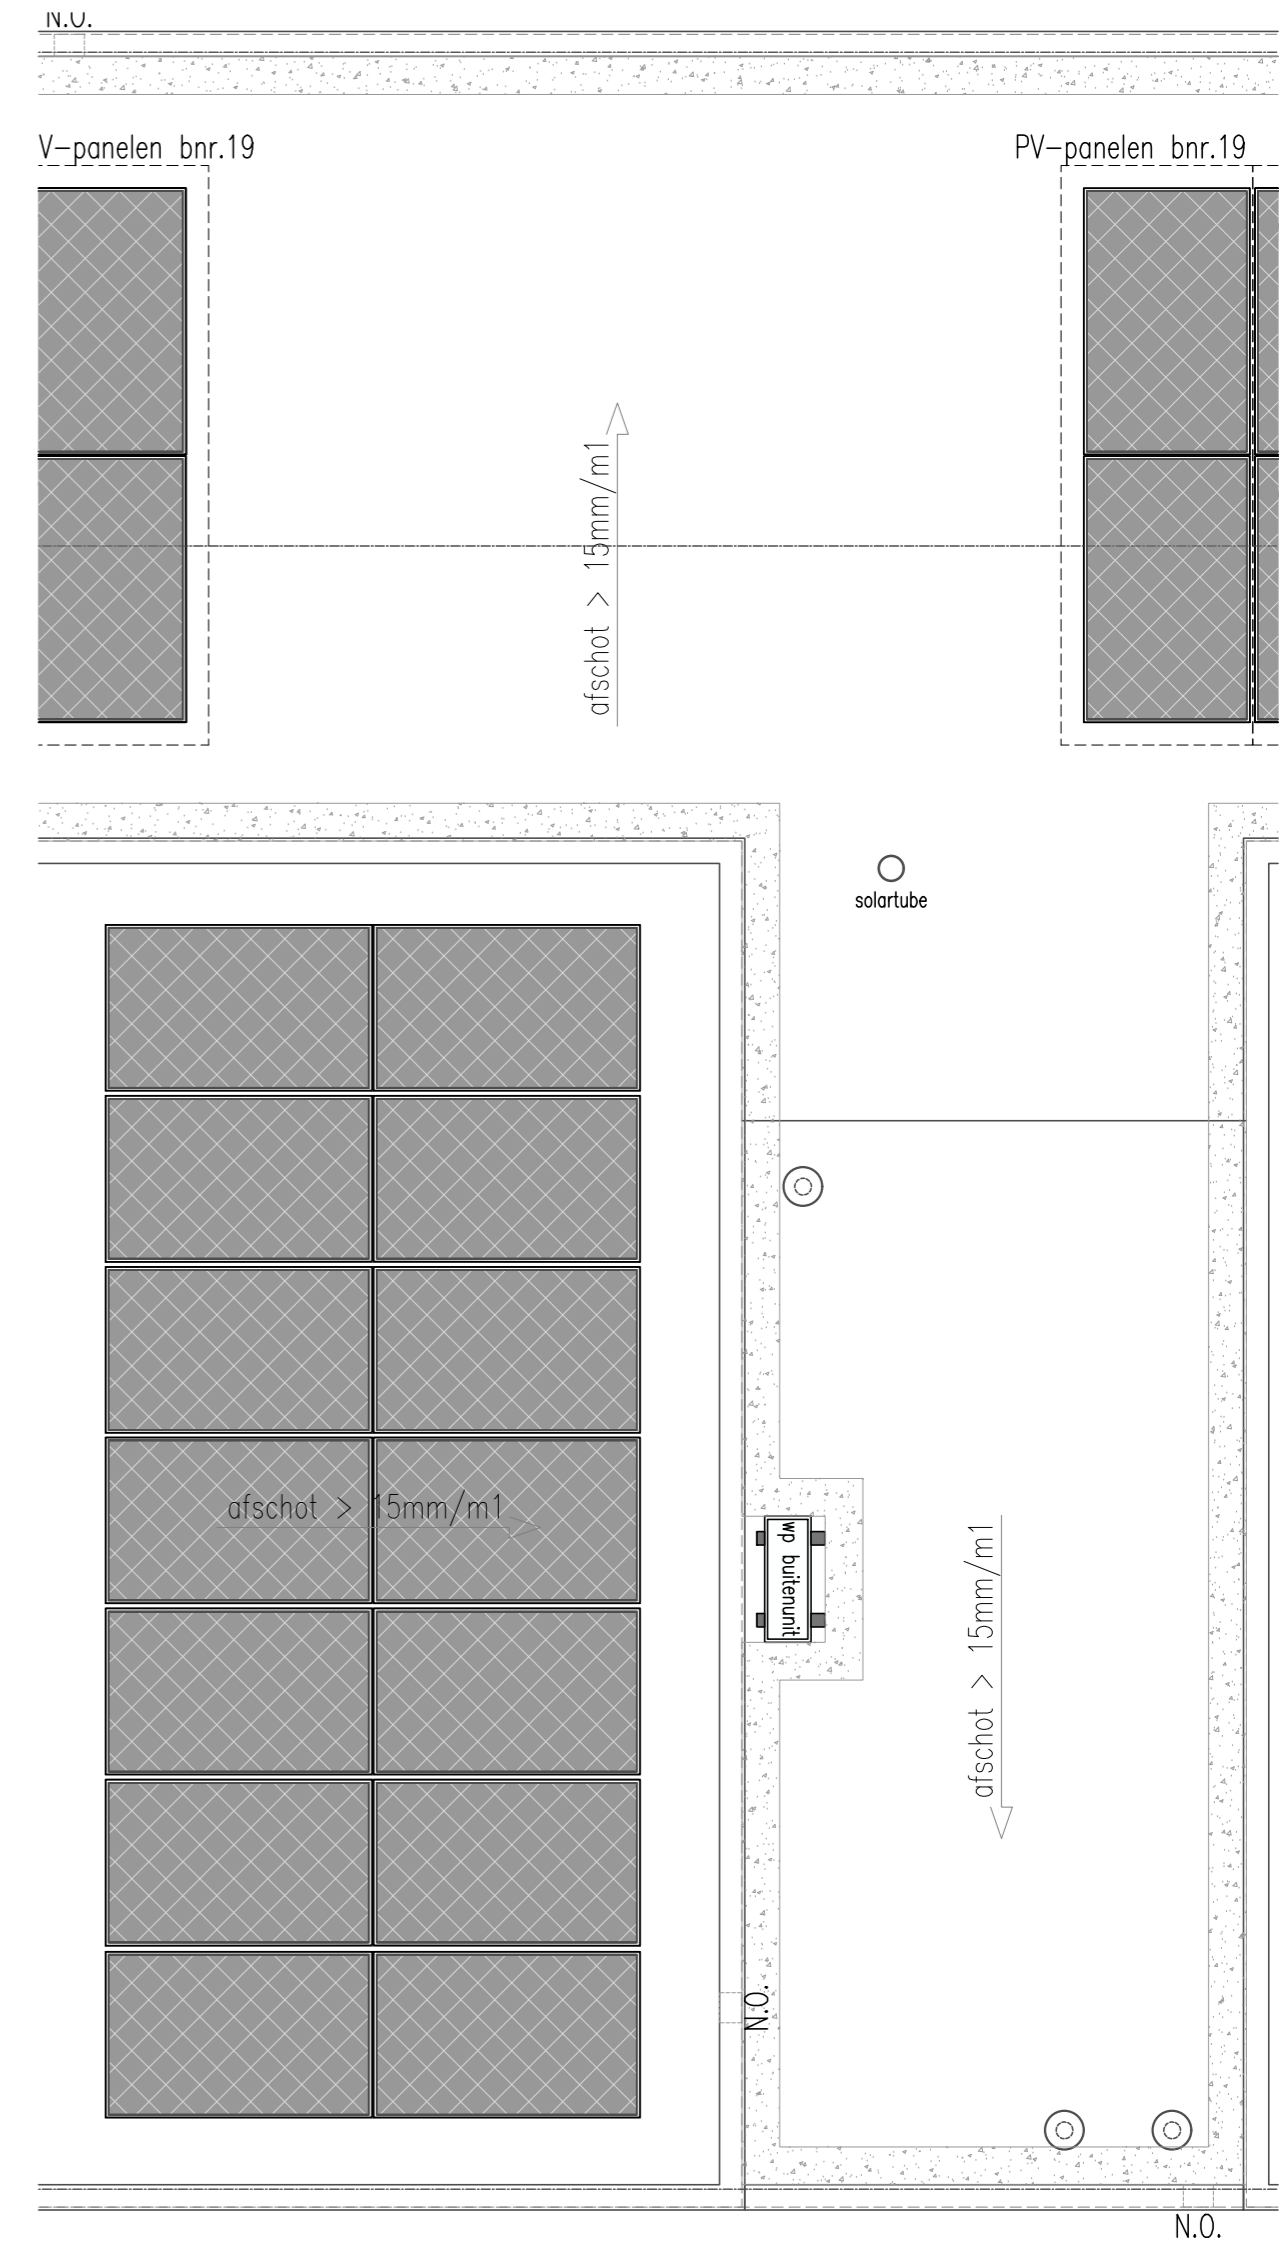 N.O.
V-panelen bnr.19
PV-panelen bnr.19
afschot > 15mm/m1
solartube
afschot > 15mm/m1
wp buitenunit
afschot > 15mm/m1
N.O.
N.O.